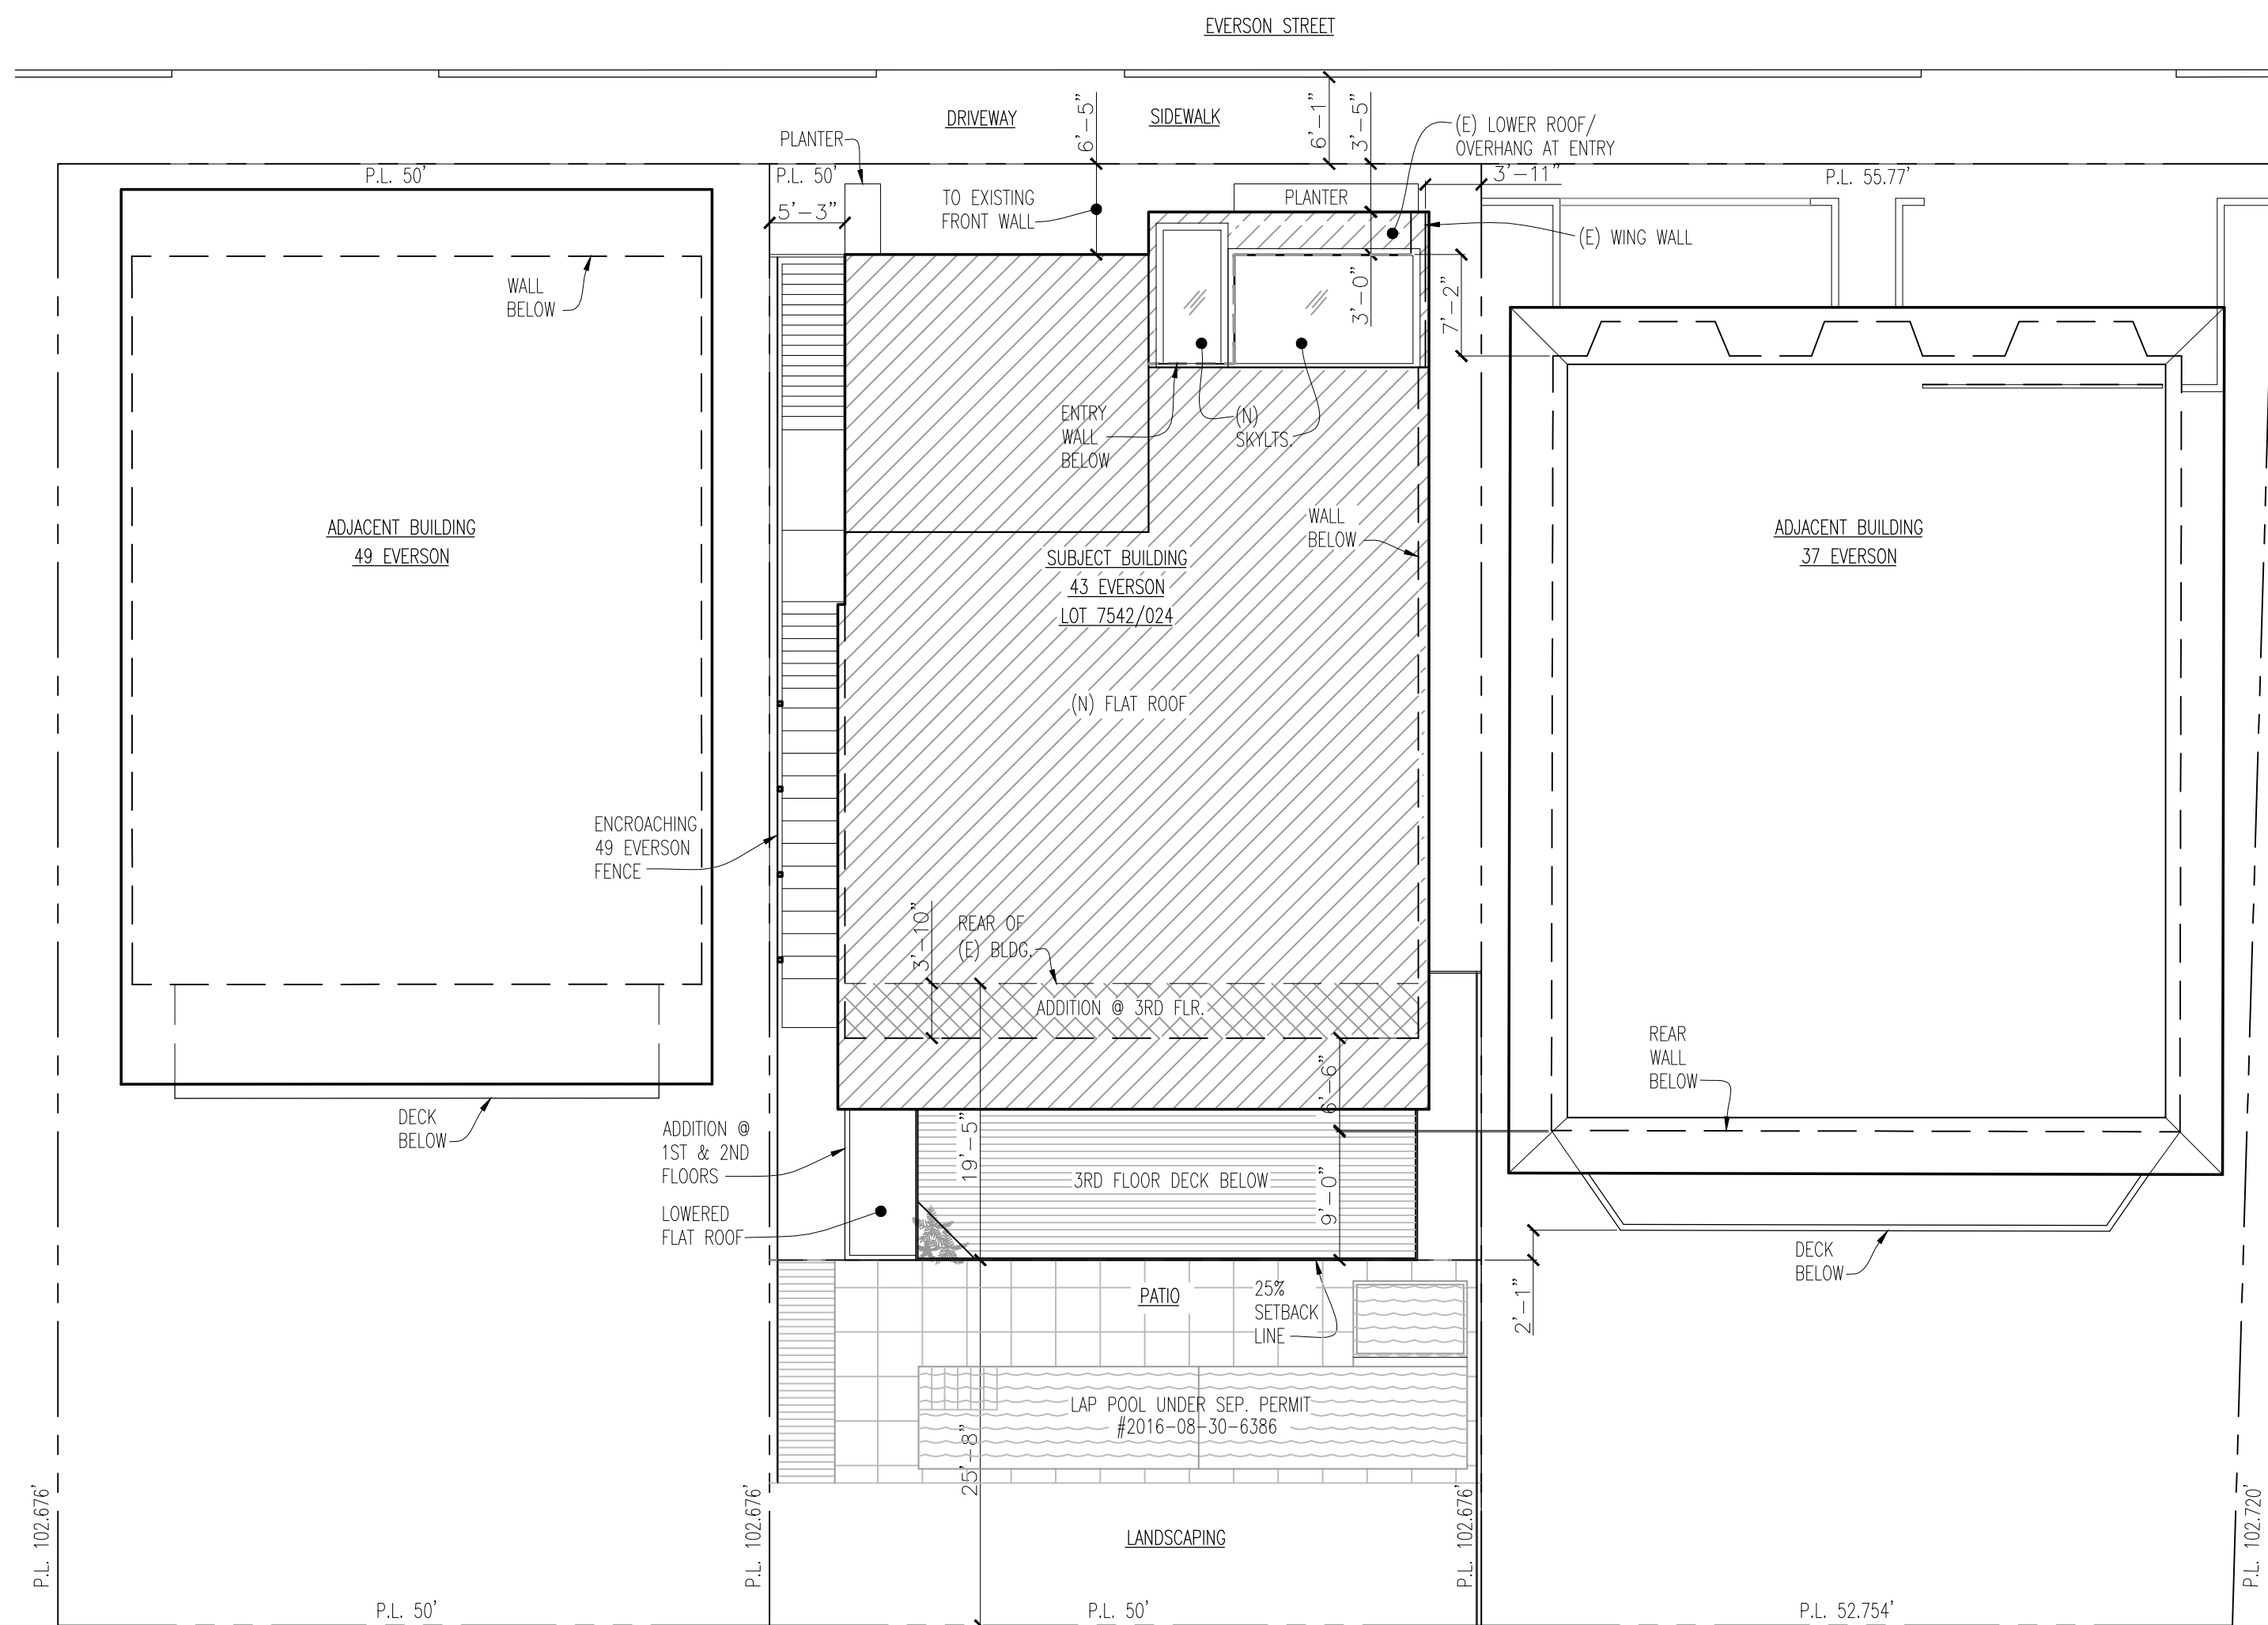 EVERSON STREET
DRIVEWAY
SIDEWALK
6'-5"
6'-1"
3'-5"
PLANTER
(E) LOWER ROOF/
OVERHANG AT ENTRY
P.L. 50'
P.L. 50'
3'-11"
P.L. 55.77'
5'-3"
TO EXISTING
FRONT WALL
PLANTER
(E) WING WALL
WALL
BELOW
3'-0"
7'-2"
ENTRY
WALL
BELOW
(N)
SKYLTS.
ADJACENT BUILDING
49 EVERSON
WALL
BELOW
SUBJECT BUILDING
43 EVERSON
LOT 7542/024
ADJACENT BUILDING
37 EVERSON
(N) FLAT ROOF
ENCROACHING
49 EVERSON
FENCE
3'-10"
REAR OF
(E) BLDG.
ADDITION @ 3RD FLR.
REAR
WALL
BELOW
6'-6"
DECK
BELOW
ADDITION @
1ST & 2ND
FLOORS
19'-5"
3RD FLOOR DECK BELOW
9'-0"
LOWERED
FLAT ROOF
DECK
BELOW
PATIO
25%
SETBACK
LINE
2'-1"
LAP POOL UNDER SEP. PERMIT
#2016-08-30-6386
25'-8"
P.L. 102.676'
P.L. 102.676'
P.L. 102.676'
P.L. 102.720'
LANDSCAPING
P.L. 50'
P.L. 50'
P.L. 52.754'